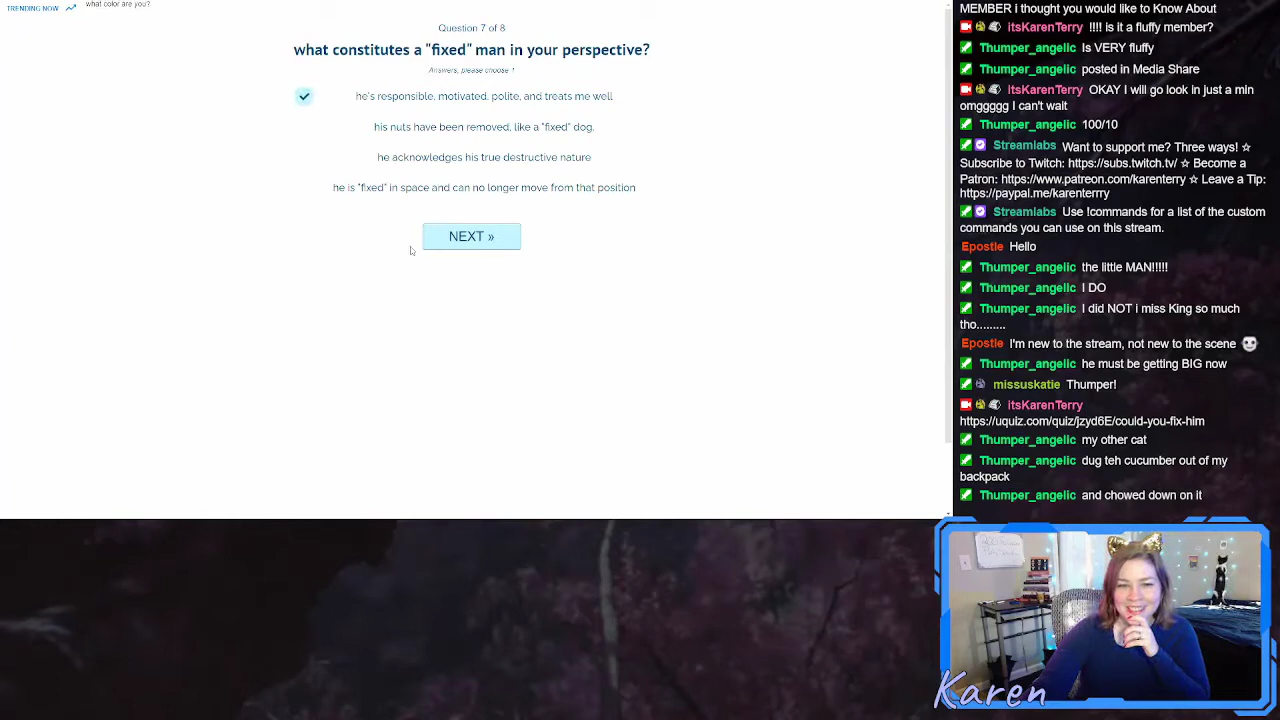 TRENDING NOW
what color are you?
Question 7 of 8
what constitutes a "fixed" man in your perspective?
Answers, please choose 1
he's responsible, motivated, polite, and treats me well
his nuts have been removed, like a "fixed" dog.
he acknowledges his true destructive nature
he is "fixed" in space and can no longer move from that position
NEXT »
MEMBER i thought you would like to Know About
itsKarenTerry !!!! is it a fluffy member?
Thumper_angelic Is VERY fluffy
Thumper_angelic posted in Media Share
itsKarenTerry OKAY I will go look in just a min
omggggg I can't wait
Thumper_angelic 100/10
Streamlabs Want to support me? Three ways! ☆
Subscribe to Twitch: https://subs.twitch.tv/ ☆ Become a
Patron: https://www.patreon.com/karenterry ☆ Leave a Tip:
https://paypal.me/karenterrry
Streamlabs Use !commands for a list of the custom
commands you can use on this stream.
Epostle Hello
Thumper_angelic the little MAN!!!!!
Thumper_angelic I DO
Thumper_angelic I did NOT i miss King so much
tho.........
Epostle I'm new to the stream, not new to the scene
Thumper_angelic he must be getting BIG now
missuskatie Thumper!
itsKarenTerry
https://uquiz.com/quiz/jzyd6E/could-you-fix-him
Thumper_angelic my other cat
Thumper_angelic dug teh cucumber out of my
backpack
Thumper_angelic and chowed down on it
Karen